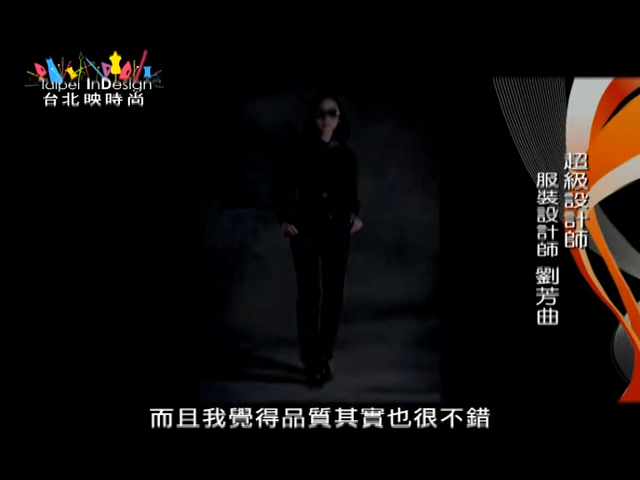 Taipei InDesign
台北映時尚
超級設計師
服裝設計師 劉芳曲
而且我覺得品質其實也很不錯